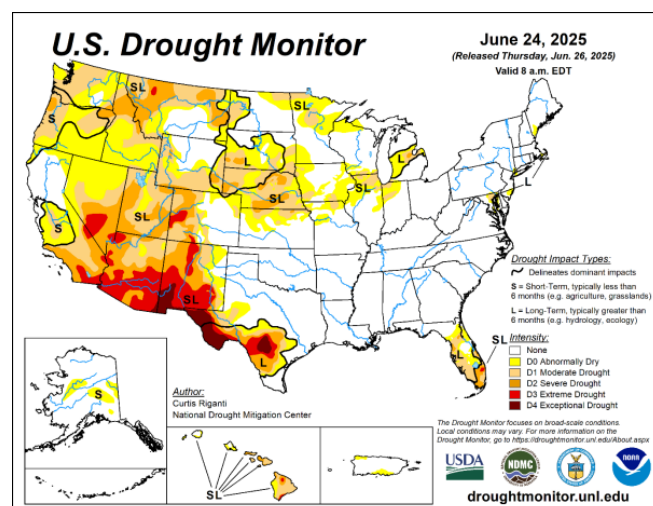 U.S. Drought Monitor
June 24, 2025
(Released Thursday, Jun. 26, 2025)
Valid 8 a.m. EDT
SL
SL
S
L
L
SL
SL
L
S
SL
SL
L
L
SL
S
SL
Drought Impact Types:
Delineates dominant impacts
S = Short-Term, typically less than
6 months (e.g. agriculture, grasslands)
L = Long-Term, typically greater than
6 months (e.g. hydrology, ecology)
Intensity:
None
D0 Abnormally Dry
D1 Moderate Drought
D2 Severe Drought
D3 Extreme Drought
D4 Exceptional Drought
Author:
Curtis Riganti
National Drought Mitigation Center
The Drought Monitor focuses on broad-scale conditions.
Local conditions may vary. For more information on the
Drought Monitor, go to https://droughtmonitor.unl.edu/About.aspx
USDA
NDMC
noaa
droughtmonitor.unl.edu